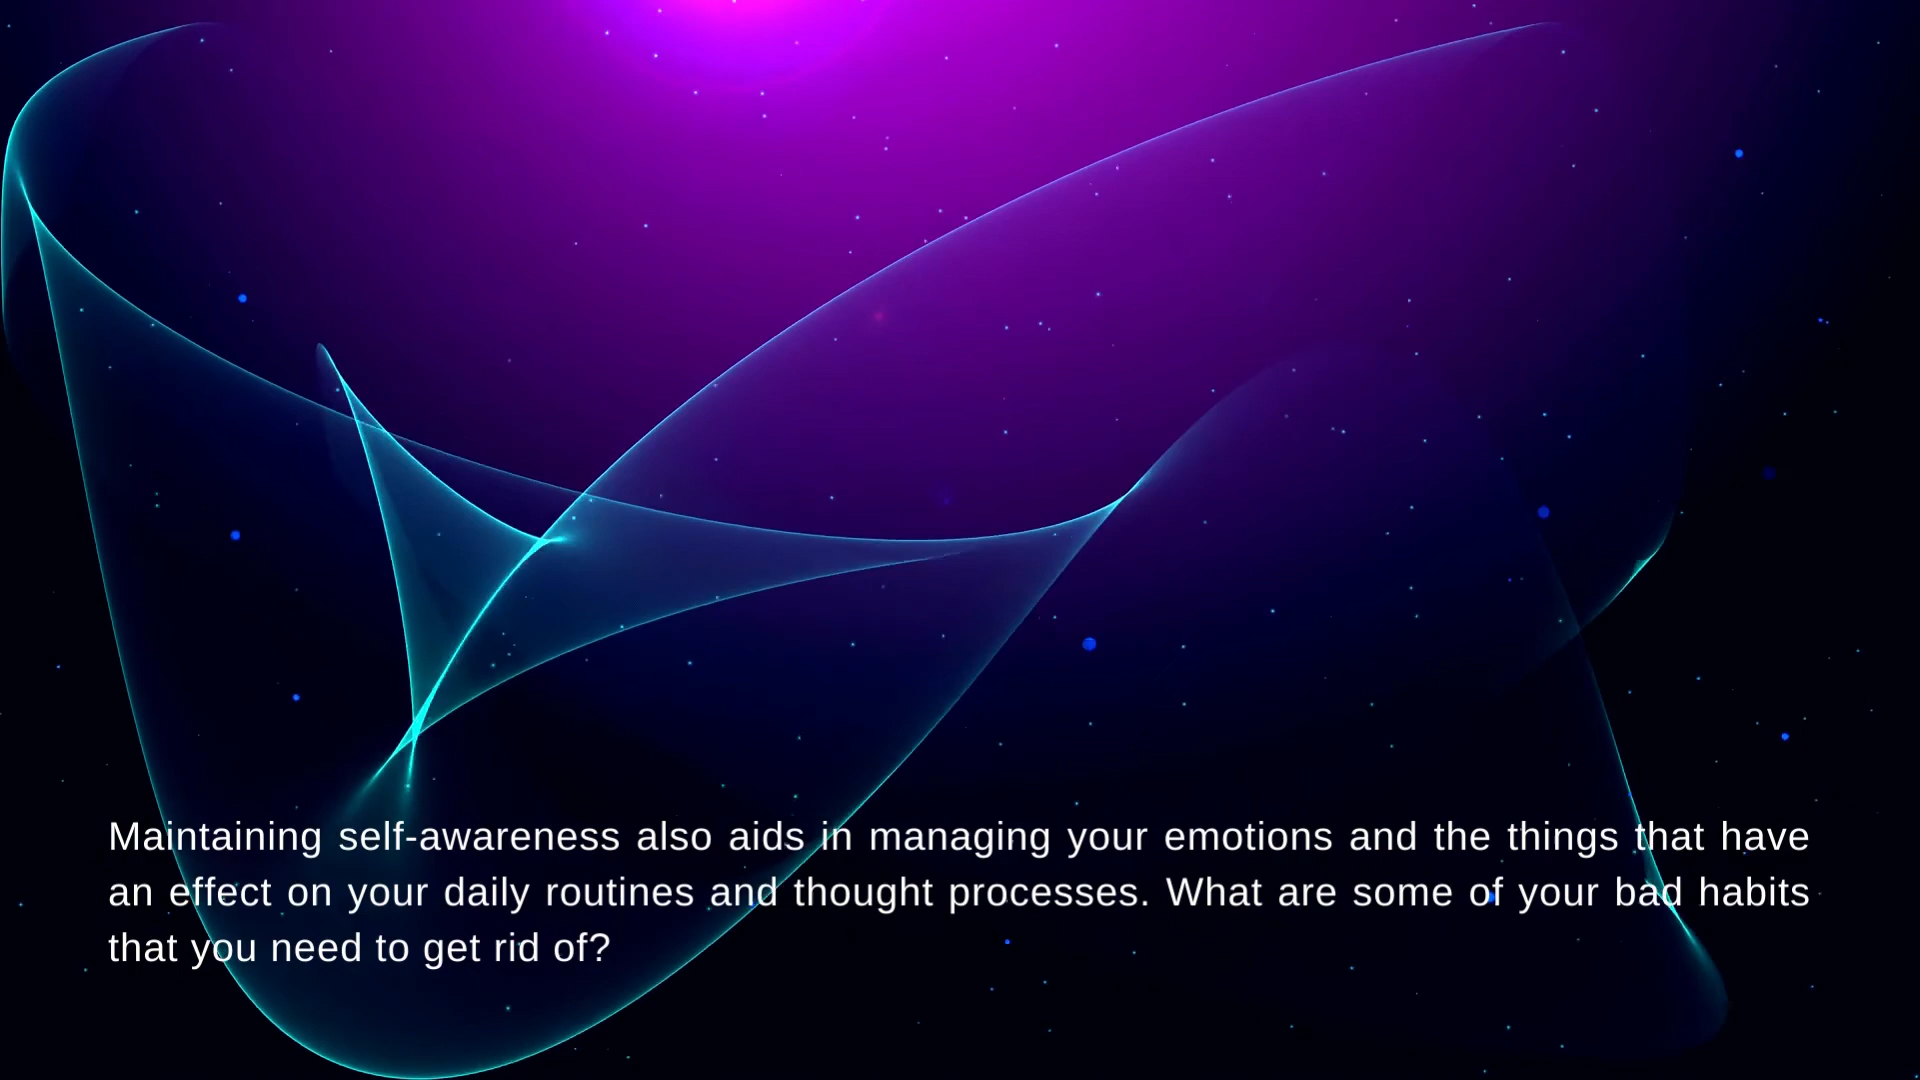 Maintaining self-awareness also aids in managing your emotions and the things that have
an effect on your daily routines and thought processes. What are some of your bad habits
that you need to get rid of?